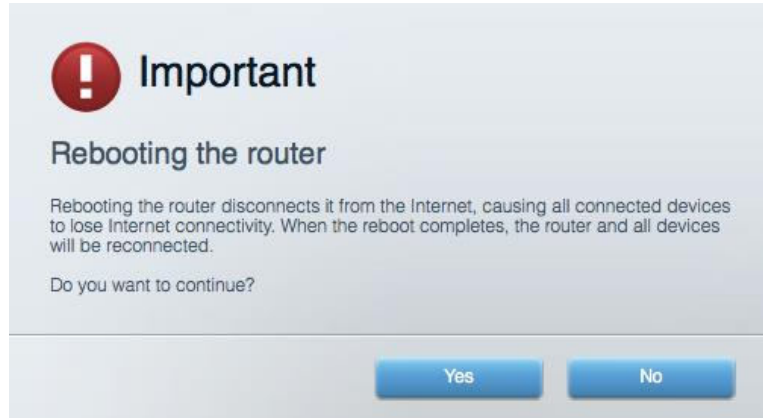 Important
Rebooting the router
Rebooting the router disconnects it from the Internet, causing all connected devices
to lose Internet connectivity. When the reboot completes, the router and all devices
will be reconnected.
Do you want to continue?
Yes
No